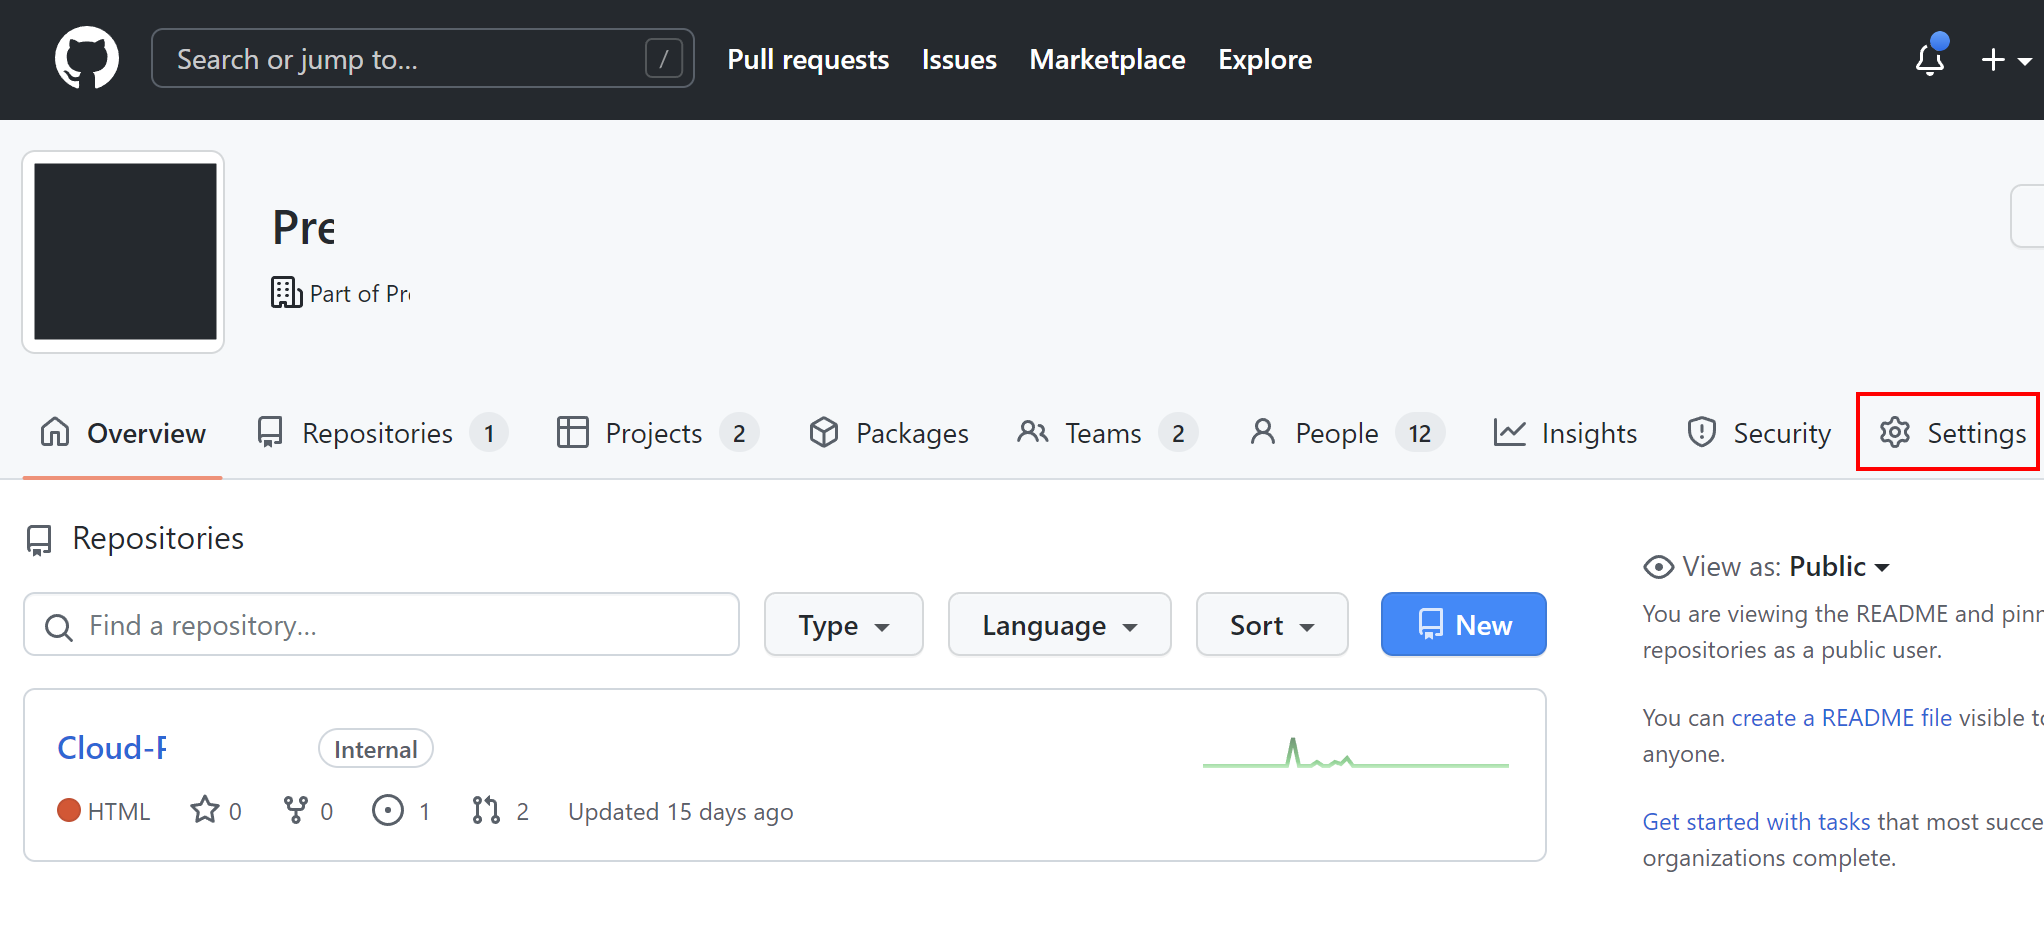 Search or jump to... / Pull requests Issues Marketplace Explore
Pre
Part of Pr
Overview Repositories 1 Projects 2 Packages Teams 2 People 12 Insights Security Settings
Repositories
Find a repository... Type Language Sort New
Cloud- Internal
HTML 0 0 1 2 Updated 15 days ago
View as: Public
You are viewing the README and pinn
repositories as a public user.
You can create a README file visible to
anyone.
Get started with tasks that most succe
organizations complete.